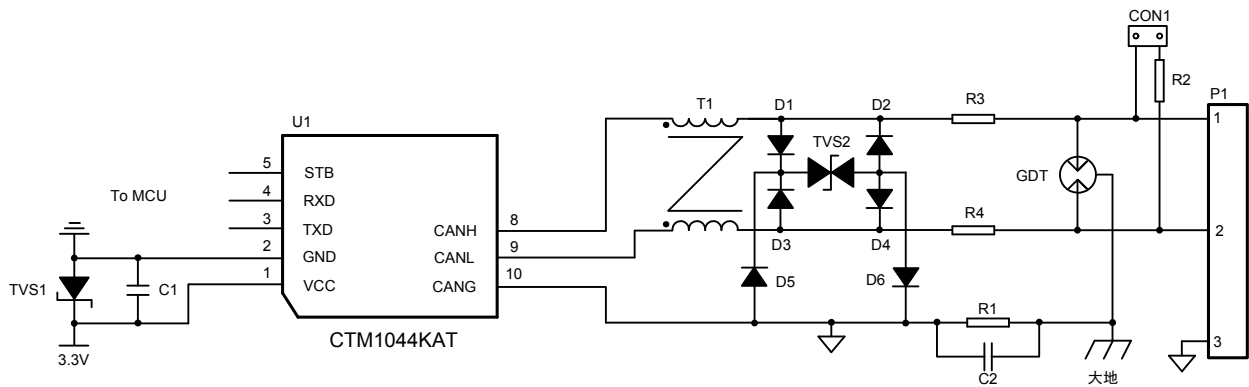 CON1
R2
P1
T1
D1
D2
R3
1
U1
TVS2
5
STB
GDT
To MCU
4
RXD
3
TXD
CANH
8
R4
2
GND
CANL
9
D3
D4
2
1
VCC
CANG
10
TVS1
C1
D5
D6
R1
CTM1044KAT
3
3.3V
C2
大地